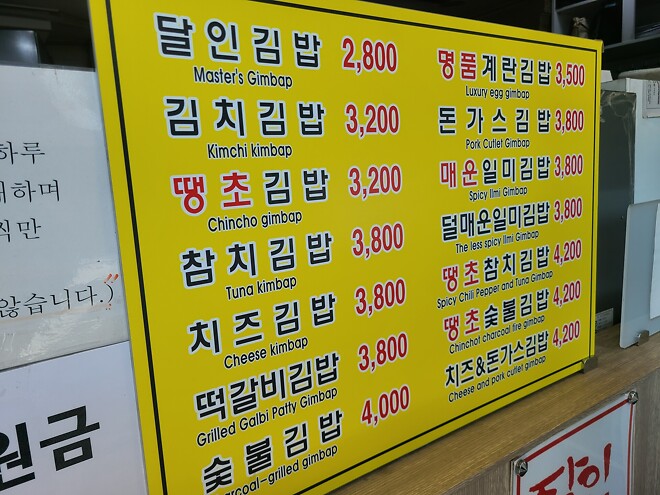 달인김밥 2,800
Master's Gimbap
김치김밥 3,200
Kimchi kimbap
땡초김밥 3,200
Chincho gimbap
참치김밥 3,800
Tuna kimbap
치즈김밥 3,800
Cheese kimbap
떡갈비김밥 3,800
Grilled Galbi Patty Gimbap
숯불김밥 4,000
arcoal-grilled gimbap
명품계란김밥 3,500
Luxury egg gimbap
돈가스김밥 3,800
Pork Cutlet Gimbap
매운일미김밥 3,800
Spicy Ilmi Gimbap
덜매운일미김밥 3,800
The less spicy Ilmi Gimbap
땡초참치김밥 4,200
Spicy Chili Pepper and Tuna Gimbap
땡초숯불김밥 4,200
Chinchot charcoal fire gimbap
치즈&돈가스김밥 4,200
Cheese and pork cutlet gimbap
하루
하며
만
않습니다.)
원금